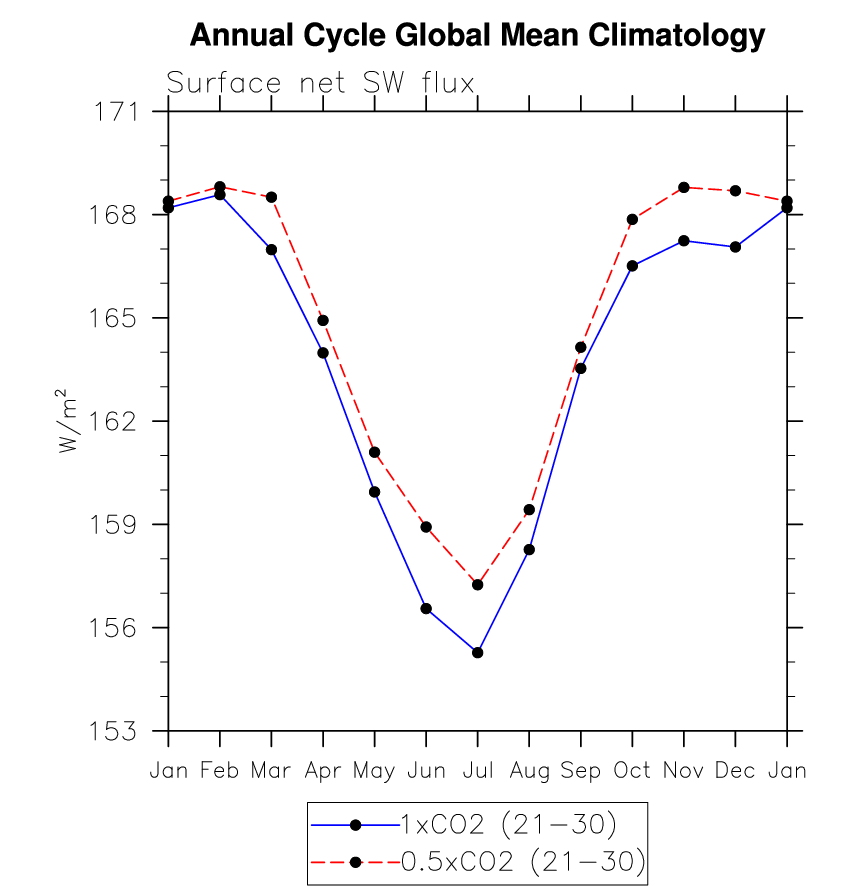 Annual Cycle Global Mean Climatology
Surface net SW flux
171
168
165
162
159
156
153
W/m²
Jan Feb Mar Apr May Jun Jul Aug Sep Oct Nov Dec Jan
1xCO2 (21−30)
0.5xCO2 (21−30)